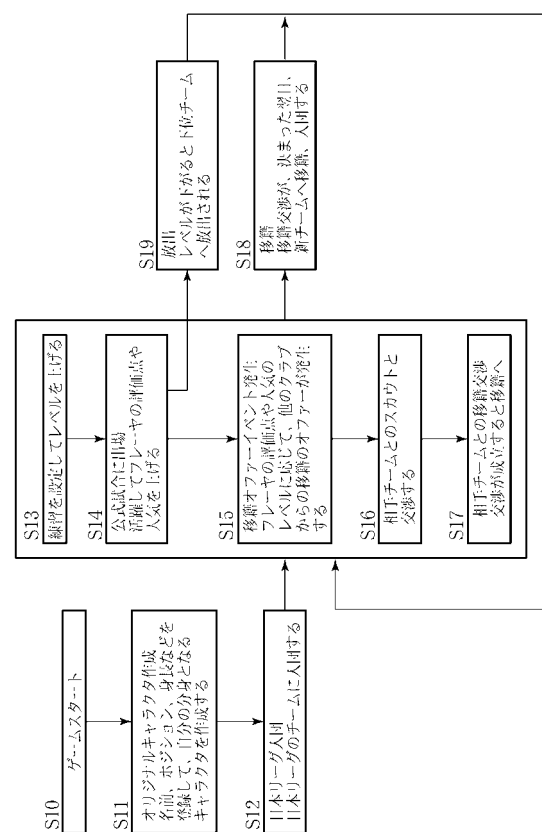 S10
ゲームスタート
S11
オリジナルキャラクタ作成
名前、ポジション、身長などを
登録して、自分の分身となる
キャラクタを作成する
S12
日本リーグ入団
日本リーグのチームに入団する
S13
練習を設定してレベルを上げる
S14
公式試合に出場
活躍してプレーヤの評価点や
人気を上げる
S15
移籍オファーイベント発生
プレーヤの評価点や人気の
レベルに応じて、他のクラブ
からの移籍のオファーが発生
する
S16
相手チームとのスカウトと
交渉する
S17
相手チームとの移籍交渉
交渉が成立すると移籍へ
S19
放出
レベルが下がると下位チーム
へ放出される
S18
移籍
移籍交渉が、決まった翌日、
新チームへ移籍、入団する